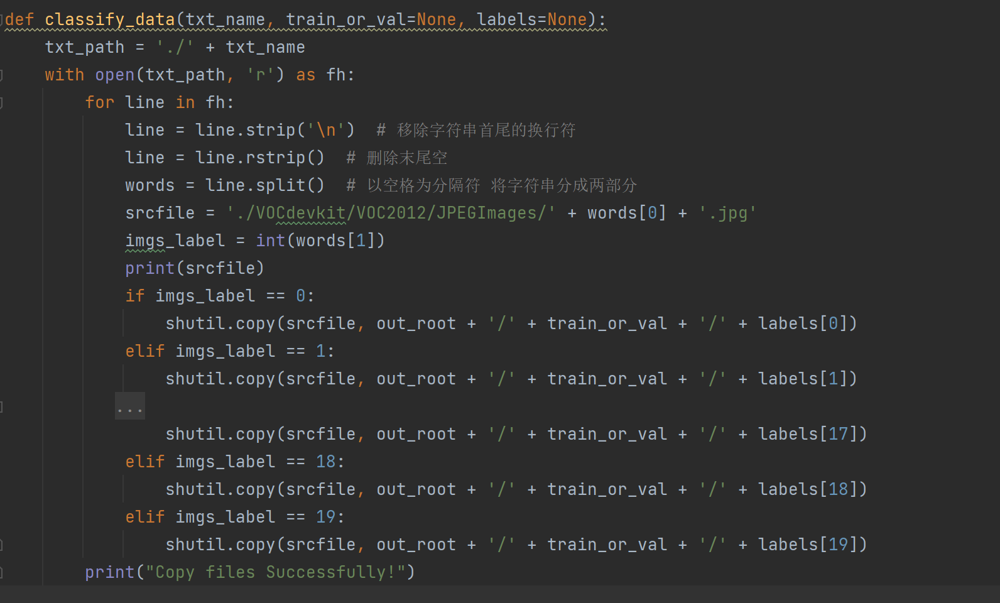 def classify_data(txt_name, train_or_val=None, labels=None):
    txt_path = './' + txt_name
    with open(txt_path, 'r') as fh:
        for line in fh:
            line = line.strip('\n')  # 移除字符串首尾的换行符
            line = line.rstrip()  # 删除末尾空
            words = line.split()  # 以空格为分隔符 将字符串分成两部分
            srcfile = './VOCdevkit/VOC2012/JPEGImages/' + words[0] + '.jpg'
            imgs_label = int(words[1])
            print(srcfile)
            if imgs_label == 0:
                shutil.copy(srcfile, out_root + '/' + train_or_val + '/' + labels[0])
            elif imgs_label == 1:
                shutil.copy(srcfile, out_root + '/' + train_or_val + '/' + labels[1])
           ...
                shutil.copy(srcfile, out_root + '/' + train_or_val + '/' + labels[17])
            elif imgs_label == 18:
                shutil.copy(srcfile, out_root + '/' + train_or_val + '/' + labels[18])
            elif imgs_label == 19:
                shutil.copy(srcfile, out_root + '/' + train_or_val + '/' + labels[19])
        print("Copy files Successfully!")